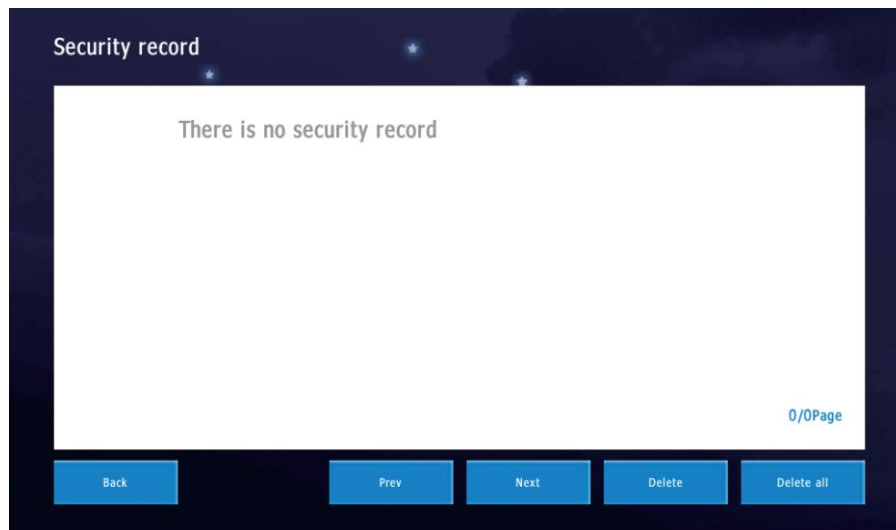 Security record
There is no security record
0/0Page
Back
Prev
Next
Delete
Delete all